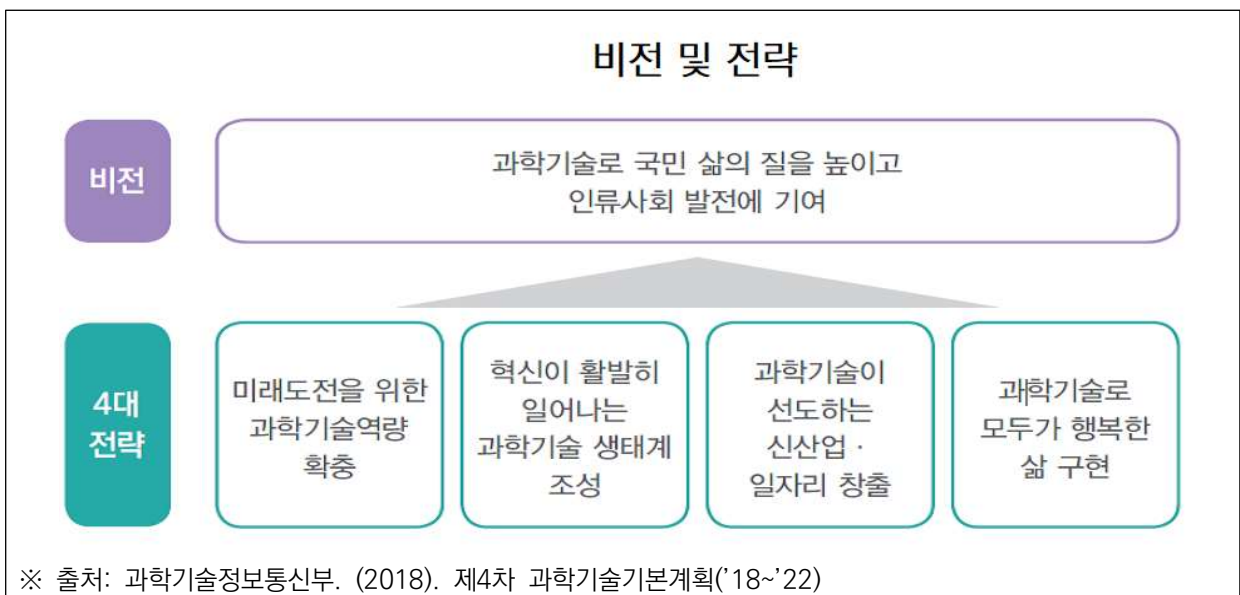 비전 및 전략
비전
과학기술로 국민 삶의 질을 높이고
인류사회 발전에 기여
4대
전략
미래도전을 위한
과학기술역량
확충
혁신이 활발히
일어나는
과학기술 생태계
조성
과학기술이
선도하는
신산업 ·
일자리 창출
과학기술로
모두가 행복한
삶 구현
※ 출처: 과학기술정보통신부. (2018). 제4차 과학기술기본계획('18~'22)